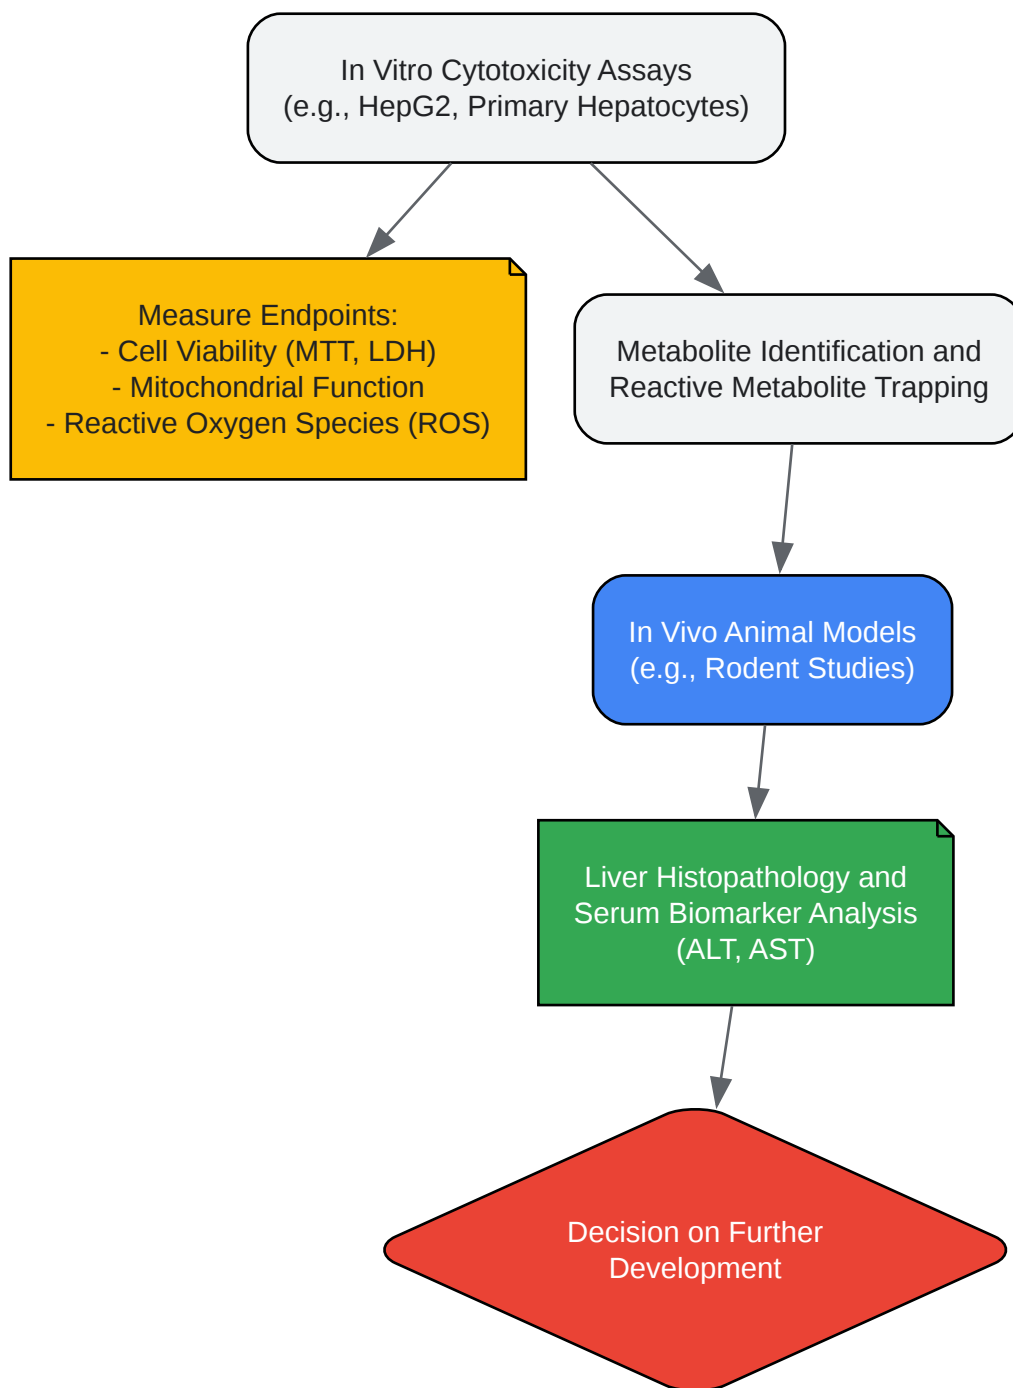 In Vitro Cytotoxicity Assays
(e.g., HepG2, Primary Hepatocytes)
Measure Endpoints:
- Cell Viability (MTT, LDH)
- Mitochondrial Function
- Reactive Oxygen Species (ROS)
Metabolite Identification and
Reactive Metabolite Trapping
In Vivo Animal Models
(e.g., Rodent Studies)
Liver Histopathology and
Serum Biomarker Analysis
(ALT, AST)
Decision on Further
Development